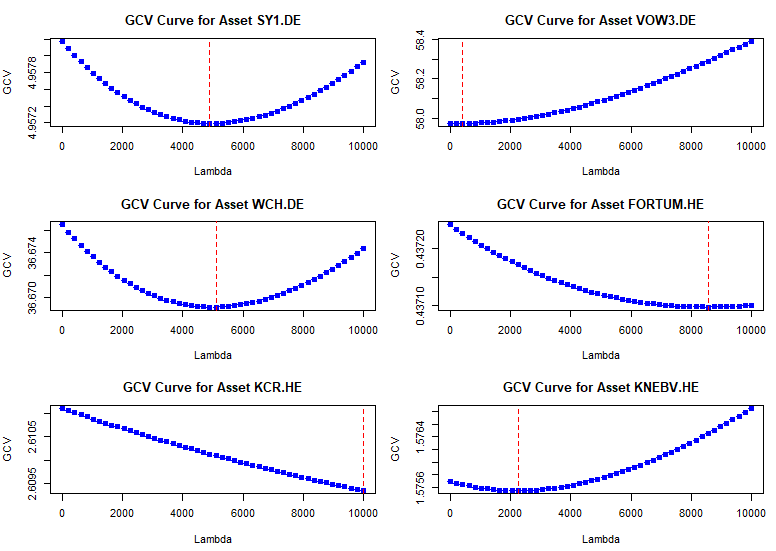 GCV Curve for Asset SY1.DE
GCV
4.9578
4.9572
0 2000 4000 6000 8000 10000
Lambda
GCV Curve for Asset VOW3.DE
GCV
58.4
58.2
58.0
0 2000 4000 6000 8000 10000
Lambda
GCV Curve for Asset WCH.DE
GCV
36.674
36.670
0 2000 4000 6000 8000 10000
Lambda
GCV Curve for Asset FORTUM.HE
GCV
0.43720
0.43710
0 2000 4000 6000 8000 10000
Lambda
GCV Curve for Asset KCR.HE
GCV
2.6105
2.6095
0 2000 4000 6000 8000 10000
Lambda
GCV Curve for Asset KNEBV.HE
GCV
1.5764
1.5756
0 2000 4000 6000 8000 10000
Lambda